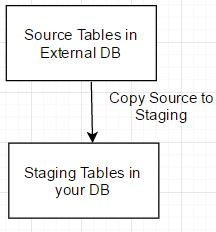 Source Tables in
External DB
Copy Source to
Staging
Staging Tables in
your DB